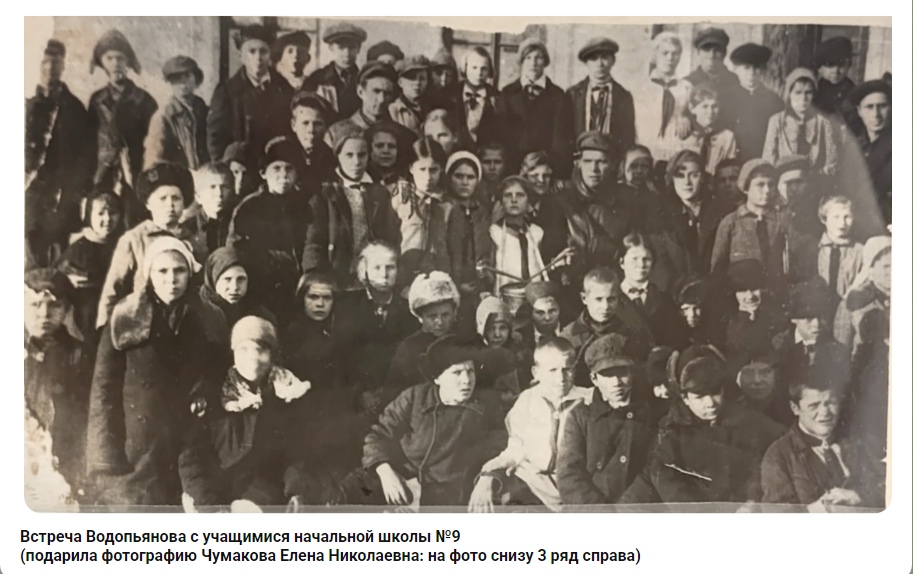 Встреча Водопьянова с учащимися начальной школы №9
(подарила фотографию Чумакова Елена Николаевна: на фото снизу 3 ряд справа)